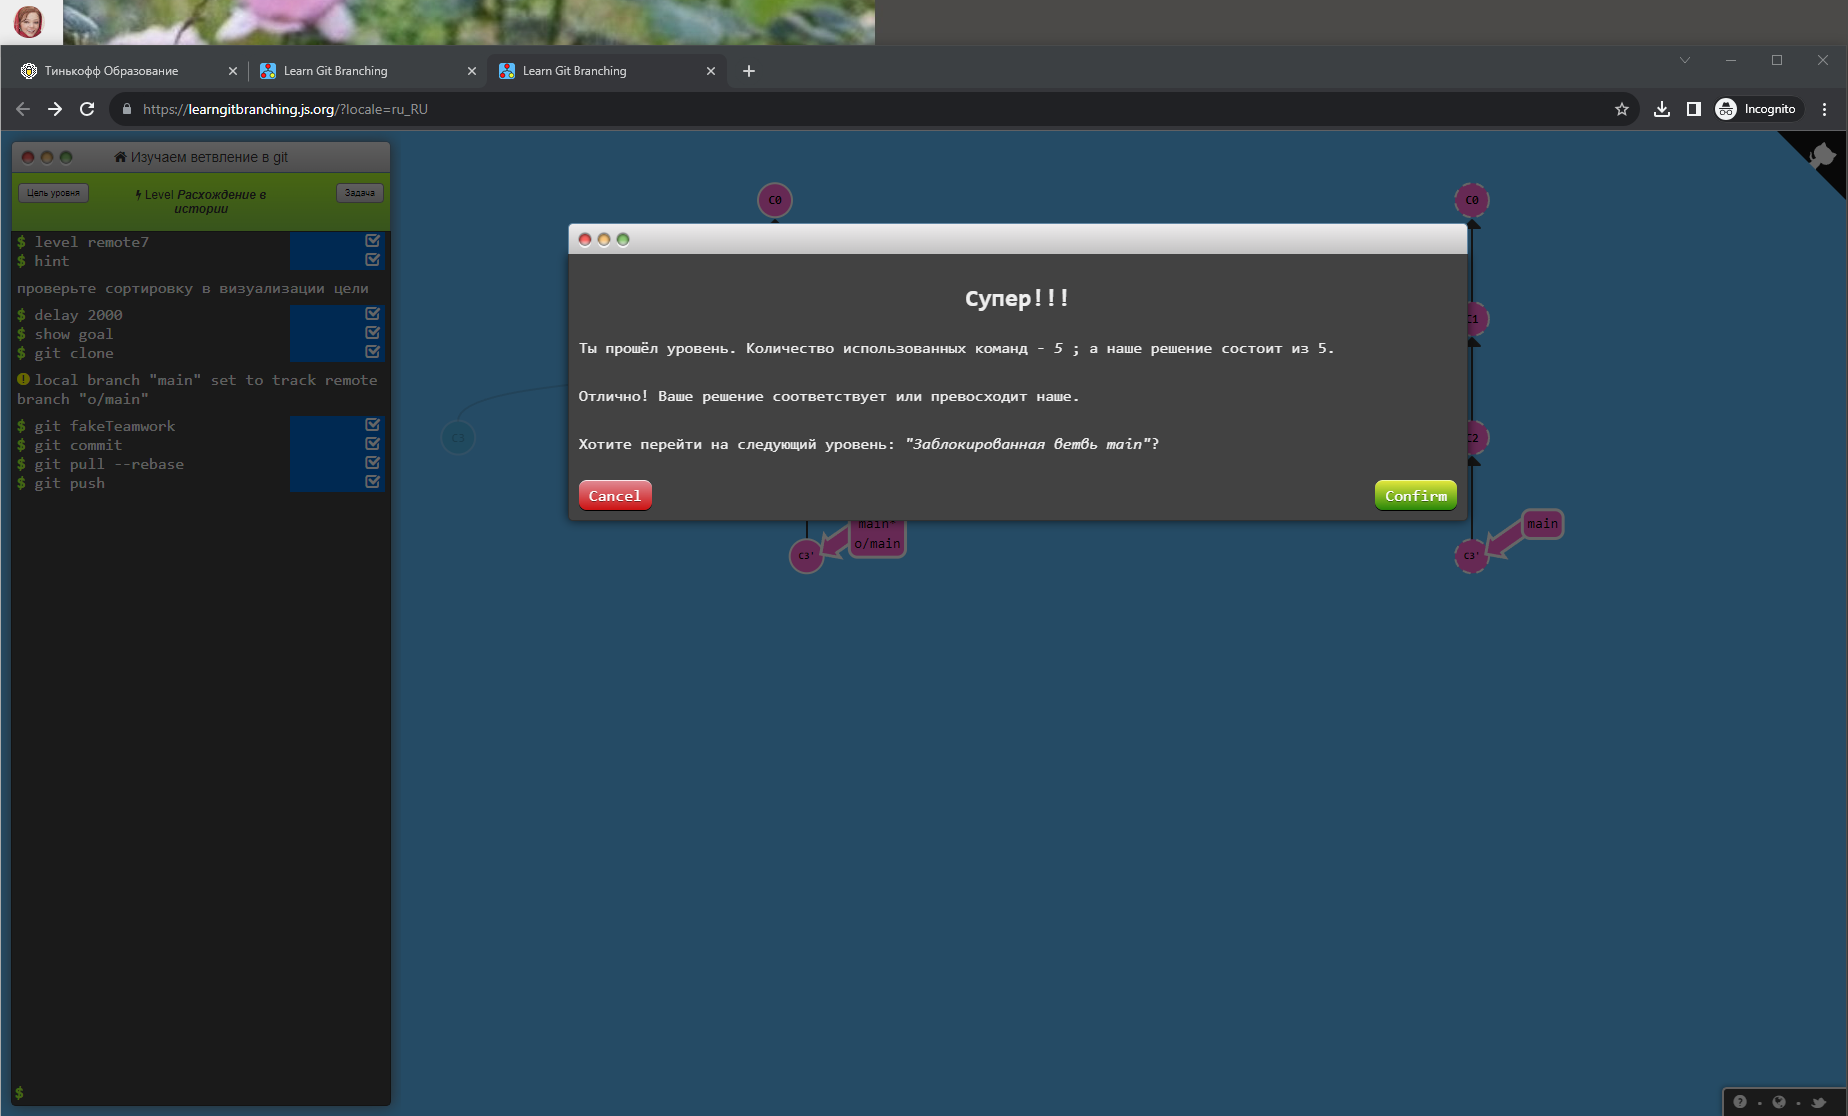 Тинькофф Образование
Learn Git Branching
Learn Git Branching
https://learngitbranching.js.org/?locale=ru_RU
Incognito
Изучаем ветвление в git
Цель уровня
Level Расхождение в
истории
Задача
$ level remote7
$ hint
проверьте сортировку в визуализации цели
$ delay 2000
$ show goal
$ git clone
local branch "main" set to track remote
branch "o/main"
$ git fakeTeamwork
$ git commit
$ git pull --rebase
$ git push
$
C0
C0
Супер!!!
Ты прошёл уровень. Количество использованных команд - 5 ; а наше решение состоит из 5.
Отлично! Ваше решение соответствует или превосходит наше.
Хотите перейти на следующий уровень: "Заблокированная ветвь main"?
Cancel
Confirm
C1
C2
C3
main*
o/main
C3'
main
C3'